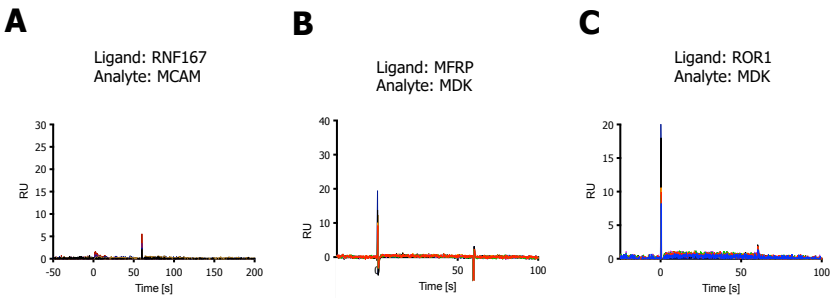 A
Ligand: RNF167
Analyte: MCAM
30
25
20
15
10
5
0
RU
-50
0
50
100
150
200
Time [s]
B
Ligand: MFRP
Analyte: MDK
40
30
20
10
0
RU
0
50
100
Time [s]
C
Ligand: ROR1
Analyte: MDK
20
15
10
5
0
RU
0
50
100
Time [s]